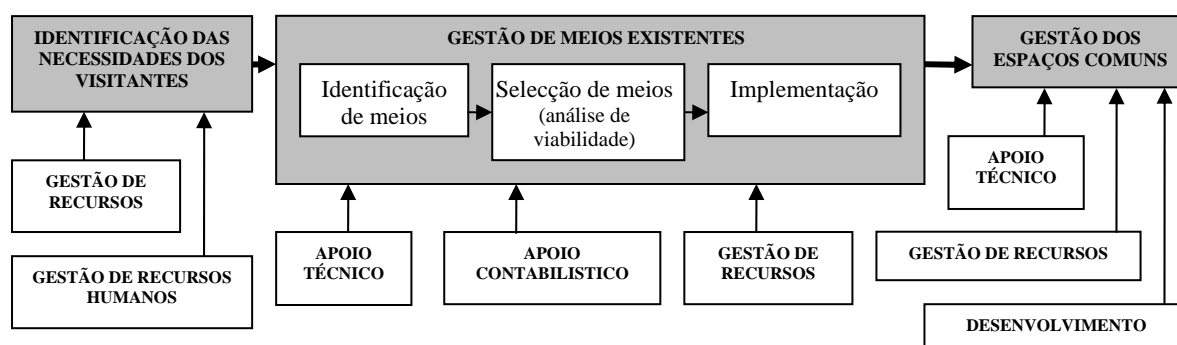 IDENTIFICAÇÃO DAS
NECESSIDADES DOS
VISITANTES
GESTÃO DE MEIOS EXISTENTES
Identificação
de meios
Selecção de meios
(análise de
viabilidade)
Implementação
GESTÃO DOS
ESPAÇOS COMUNS
GESTÃO DE
RECURSOS
GESTÃO DE RECURSOS
HUMANOS
APOIO
TÉCNICO
APOIO
CONTABILISTICO
GESTÃO DE
RECURSOS
APOIO
TÉCNICO
GESTÃO DE RECURSOS
DESENVOLVIMENTO